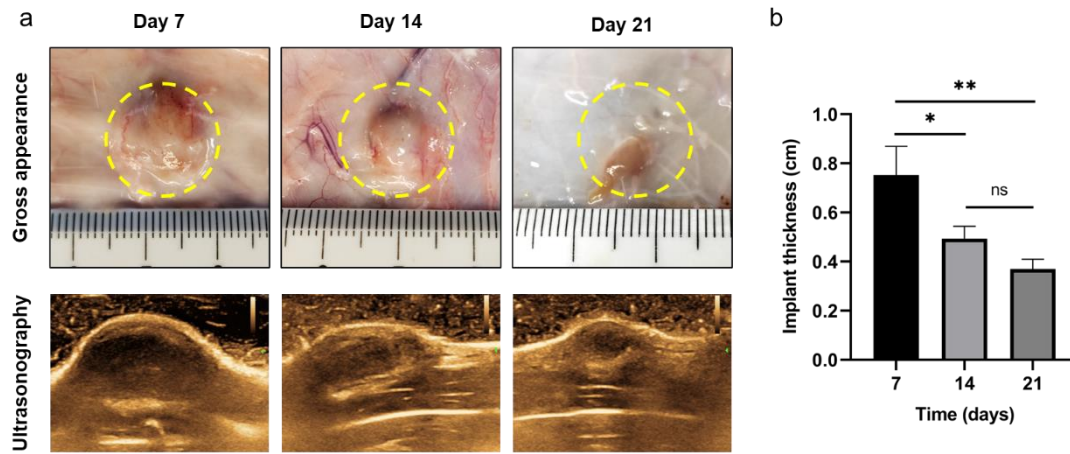 a
Day 7
Day 14
Day 21
Gross appearance
Ultrasonography
b
**
*
ns
Implant thickness (cm)
1.0
0.8
0.6
0.4
0.2
0.0
7
14
21
Time (days)